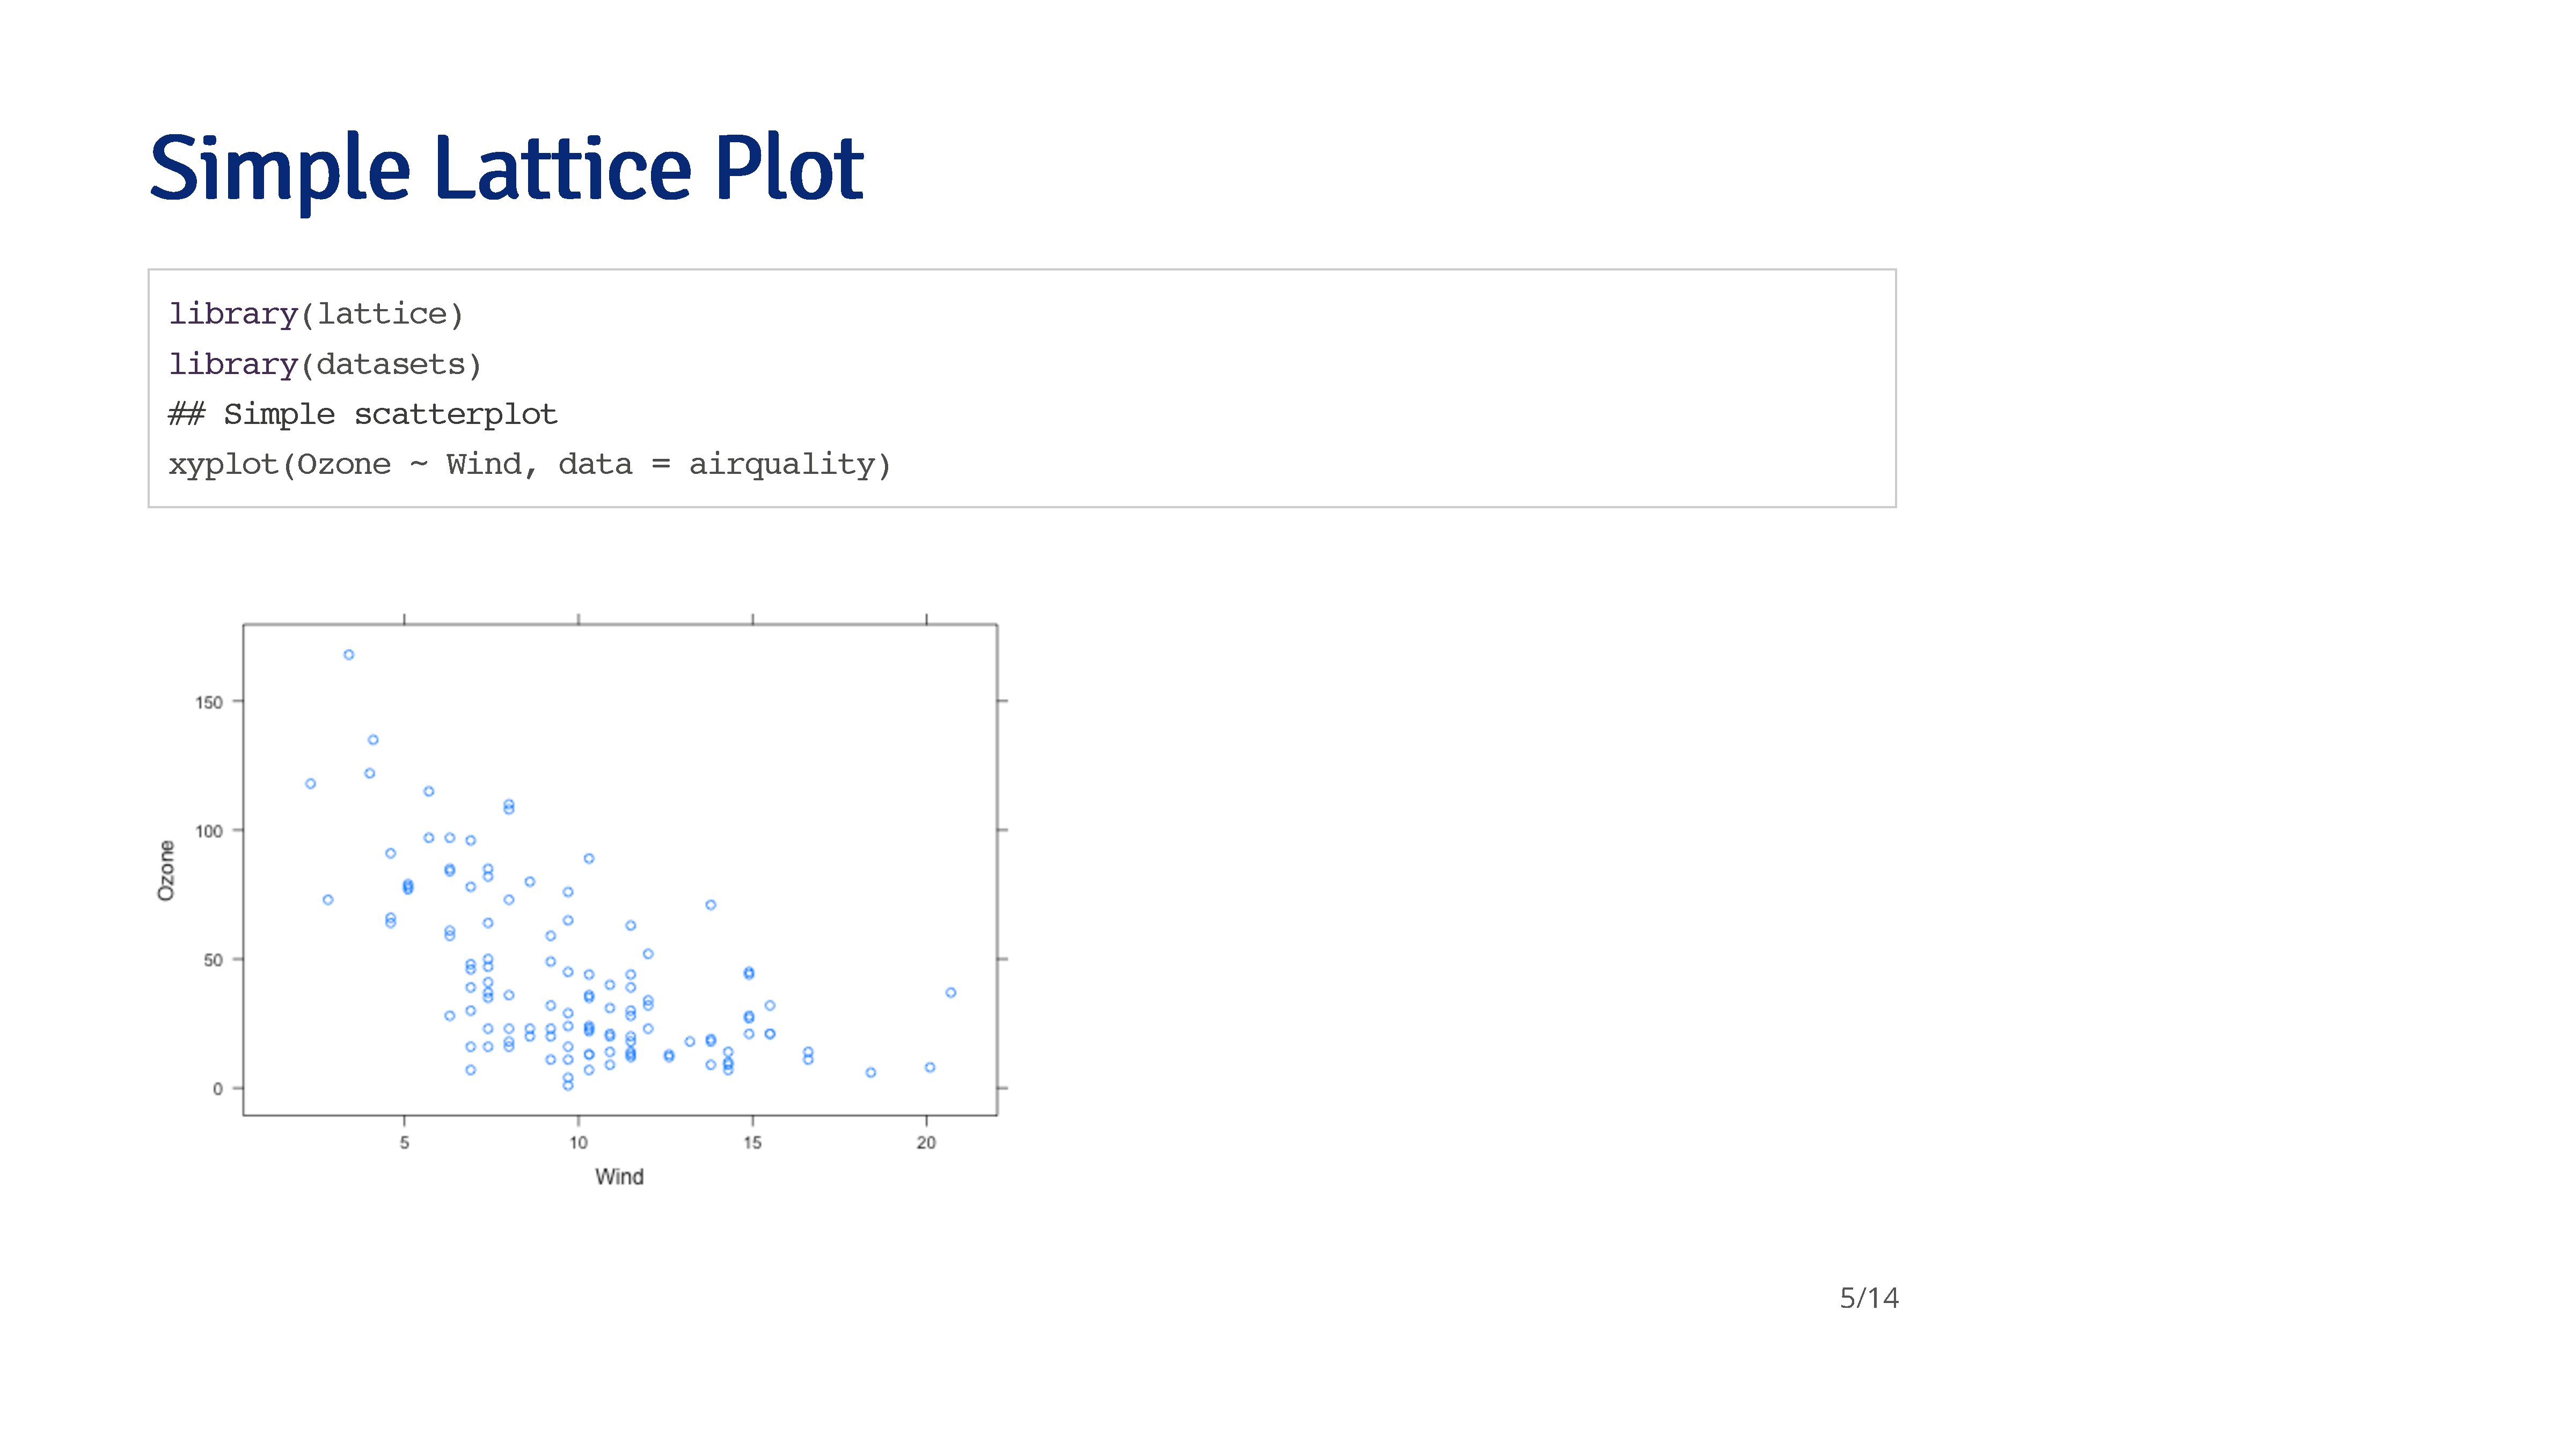 Simple Lattice Plot
library(lattice)
library(datasets)
## Simple scatterplot
xyplot(Ozone ~ Wind, data = airquality)
150
100
50
0
Ozone
5 10 15 20
Wind
5/14